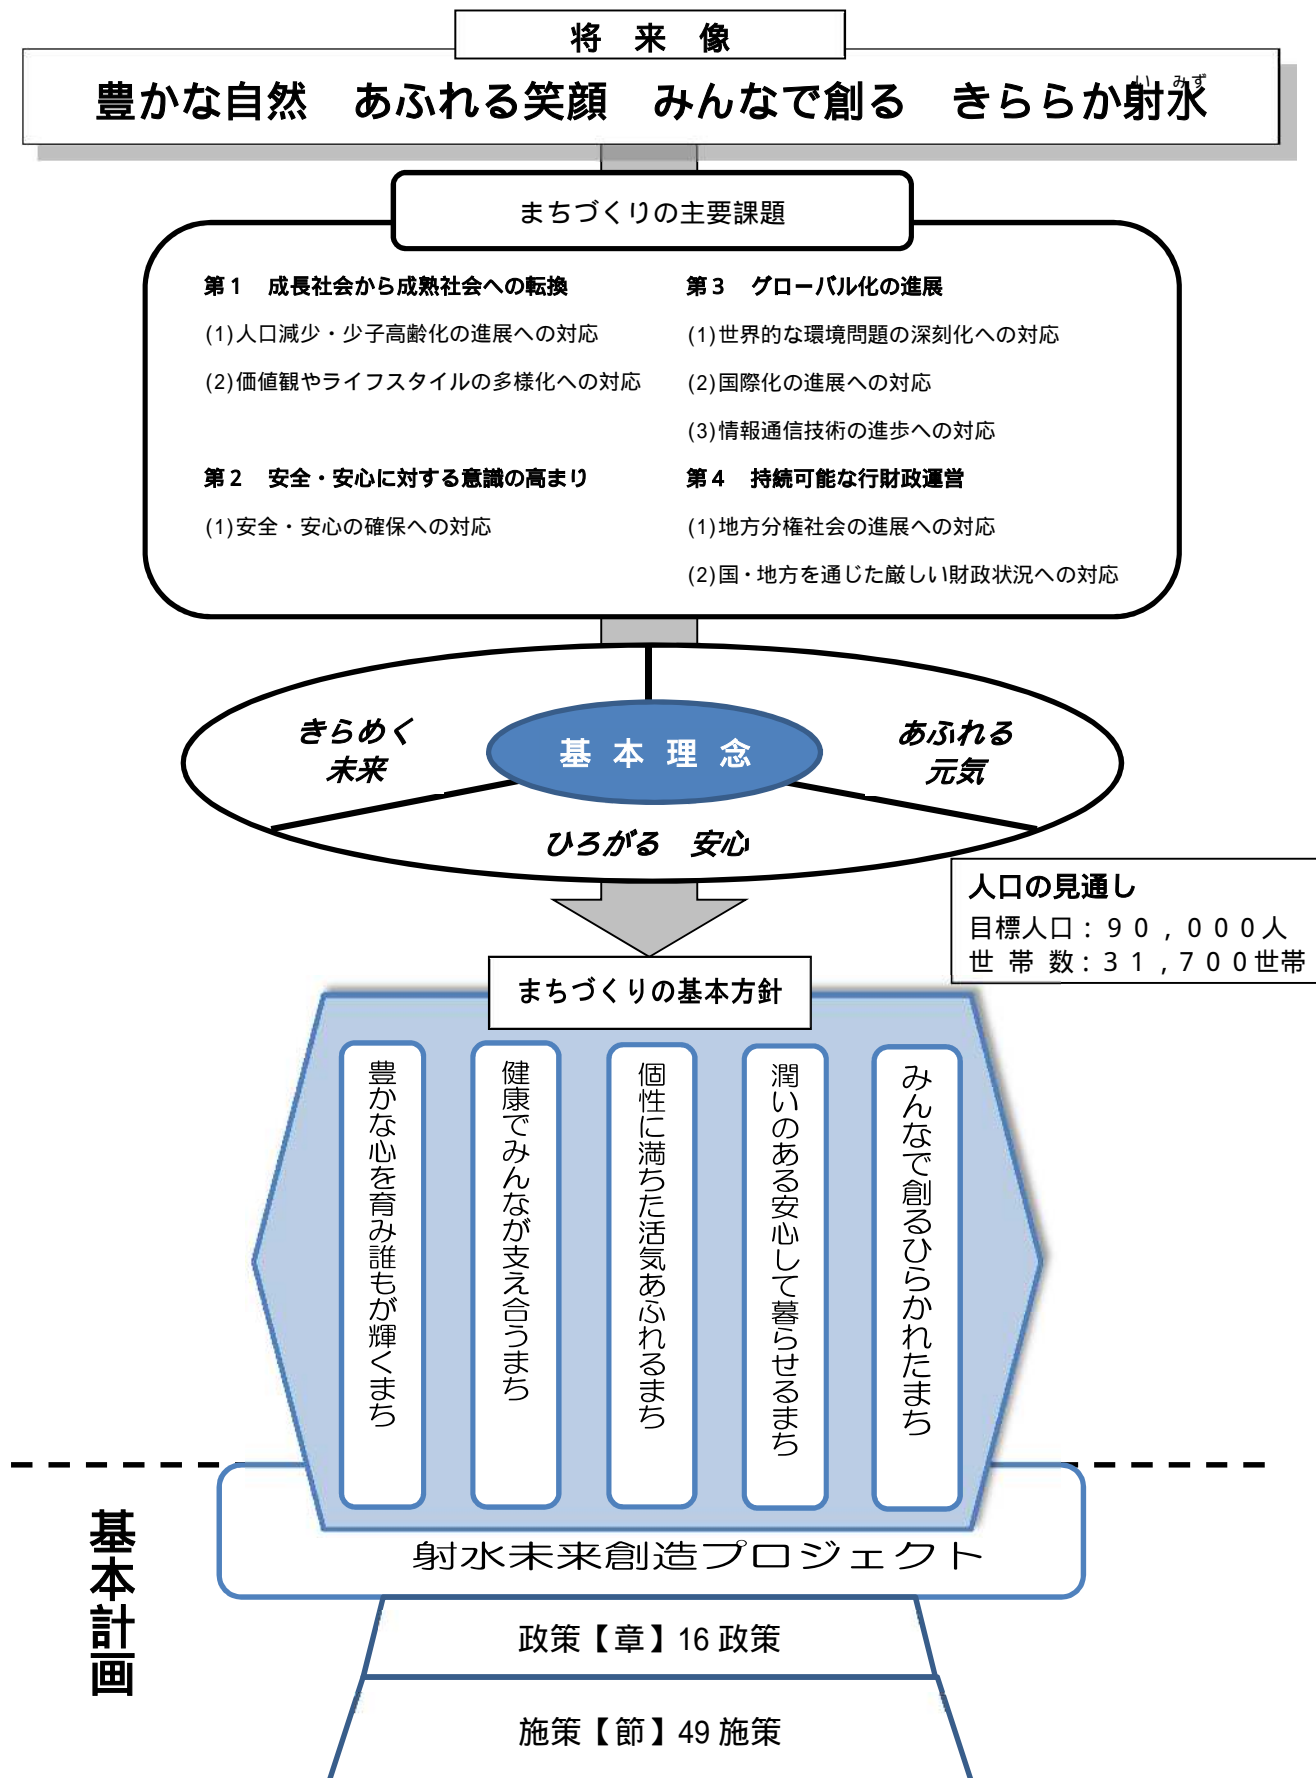 将来像
豊かな自然　あふれる笑顔　みんなで創る　きららか射水
い　みず
まちづくりの主要課題
第１　成長社会から成熟社会への転換
(1)人口減少・少子高齢化の進展への対応
(2)価値観やライフスタイルの多様化への対応
第２　安全・安心に対する意識の高まり
(1)安全・安心の確保への対応
第３　グローバル化の進展
(1)世界的な環境問題の深刻化への対応
(2)国際化の進展への対応
(3)情報通信技術の進歩への対応
第４　持続可能な行財政運営
(1)地方分権社会の進展への対応
(2)国・地方を通じた厳しい財政状況への対応
きらめく
未来
基本理念
あふれる
元気
ひろがる　安心
人口の見通し
目標人口：９０，０００人
世帯数：３１，７００世帯
まちづくりの基本方針
豊かな心を育み誰もが輝くまち
健康でみんなが支え合うまち
個性に満ちた活気あふれるまち
潤いのある安心して暮らせるまち
みんなで創るひらかれたまち
基本計画
射水未来創造プロジェクト
政策【章】16 政策
施策【節】49 施策